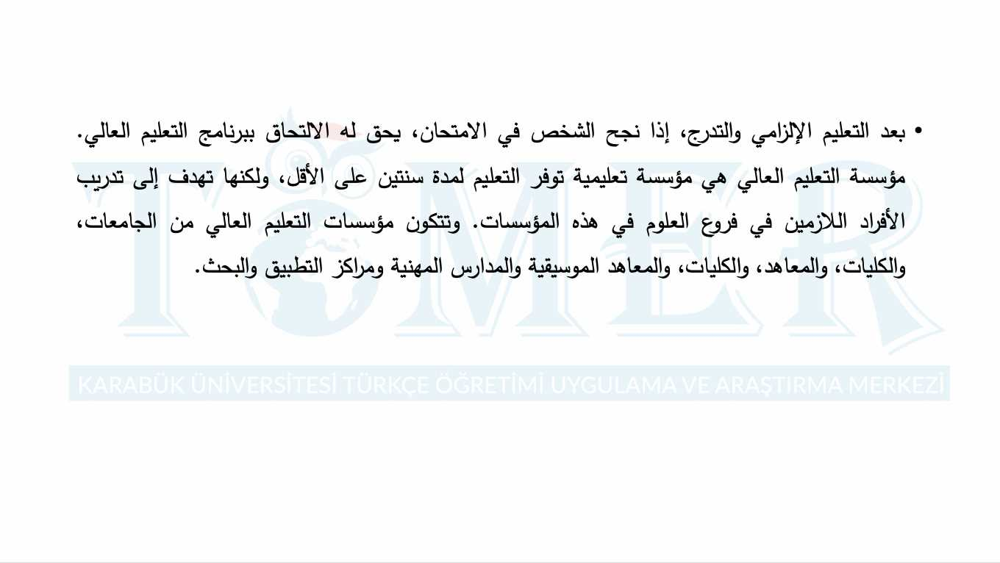 • بعد التعليم الإلزامي والتدرج، إذا نجح الشخص في الامتحان، يحق له الالتحاق ببرنامج التعليم العالي.
مؤسسة التعليم العالي هي مؤسسة تعليمية توفر التعليم لمدة سنتين على الأقل، ولكنها تهدف إلى تدريب
الأفراد اللازمين في فروع العلوم في هذه المؤسسات. وتتكون مؤسسات التعليم العالي من الجامعات،
والكليات، والمعاهد، والكليات، والمعاهد الموسيقية والمدارس المهنية ومراكز التطبيق والبحث.
TÖMER
KARABÜK ÜNİVERSİTESİ TÜRKÇE ÖĞRETİMİ UYGULAMA VE ARAŞTIRMA MERKEZİ